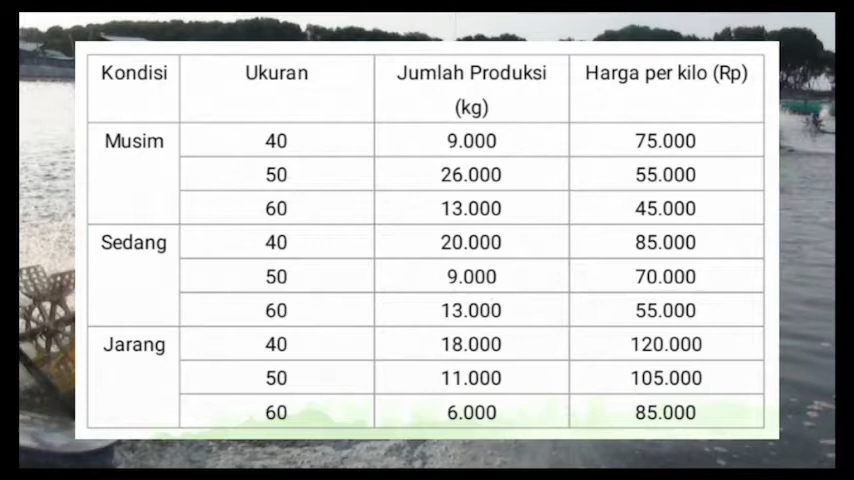 Kondisi Ukuran Jumlah Produksi (kg) Harga per kilo (Rp)
Musim 40 9.000 75.000
50 26.000 55.000
60 13.000 45.000
Sedang 40 20.000 85.000
50 9.000 70.000
60 13.000 55.000
Jarang 40 18.000 120.000
50 11.000 105.000
60 6.000 85.000